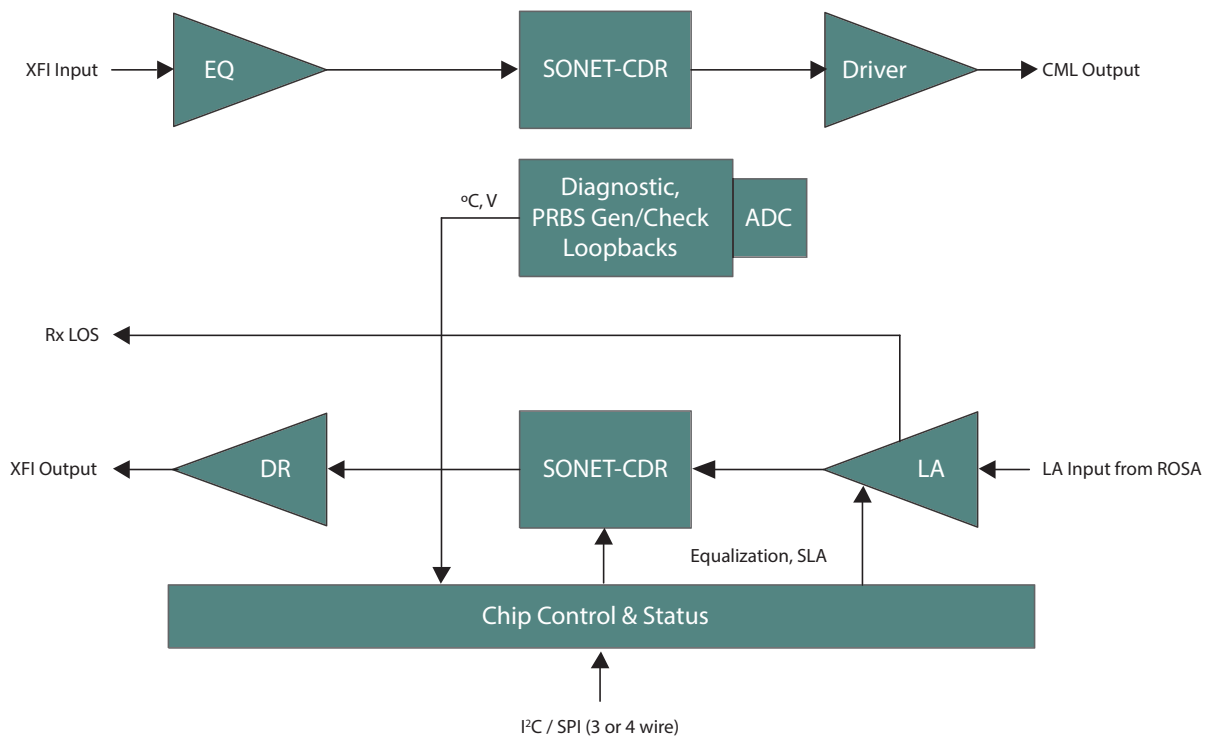 XFI Input
EQ
SONET-CDR
Driver
CML Output
Diagnostic,
PRBS Gen/Check
Loopbacks
ADC
ºC, V
Rx LOS
XFI Output
DR
SONET-CDR
LA
LA Input from ROSA
Equalization, SLA
Chip Control & Status
I²C / SPI (3 or 4 wire)